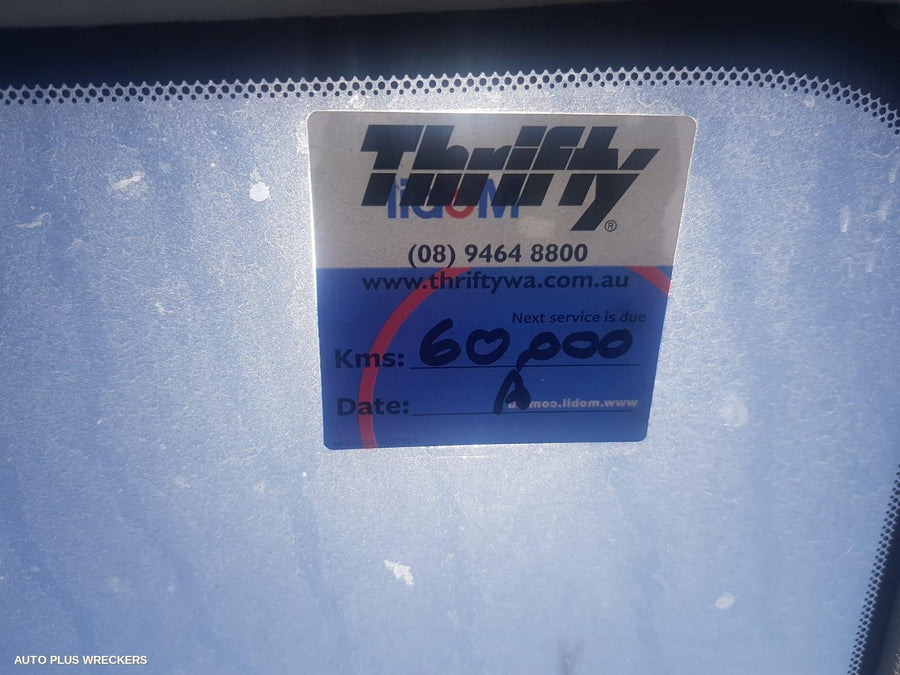 Thrifty®
Mobil
(08) 9464 8800
www.thriftywa.com.au
Next service is due
Kms: 60,000
Date: A
AUTO PLUS WRECKERS